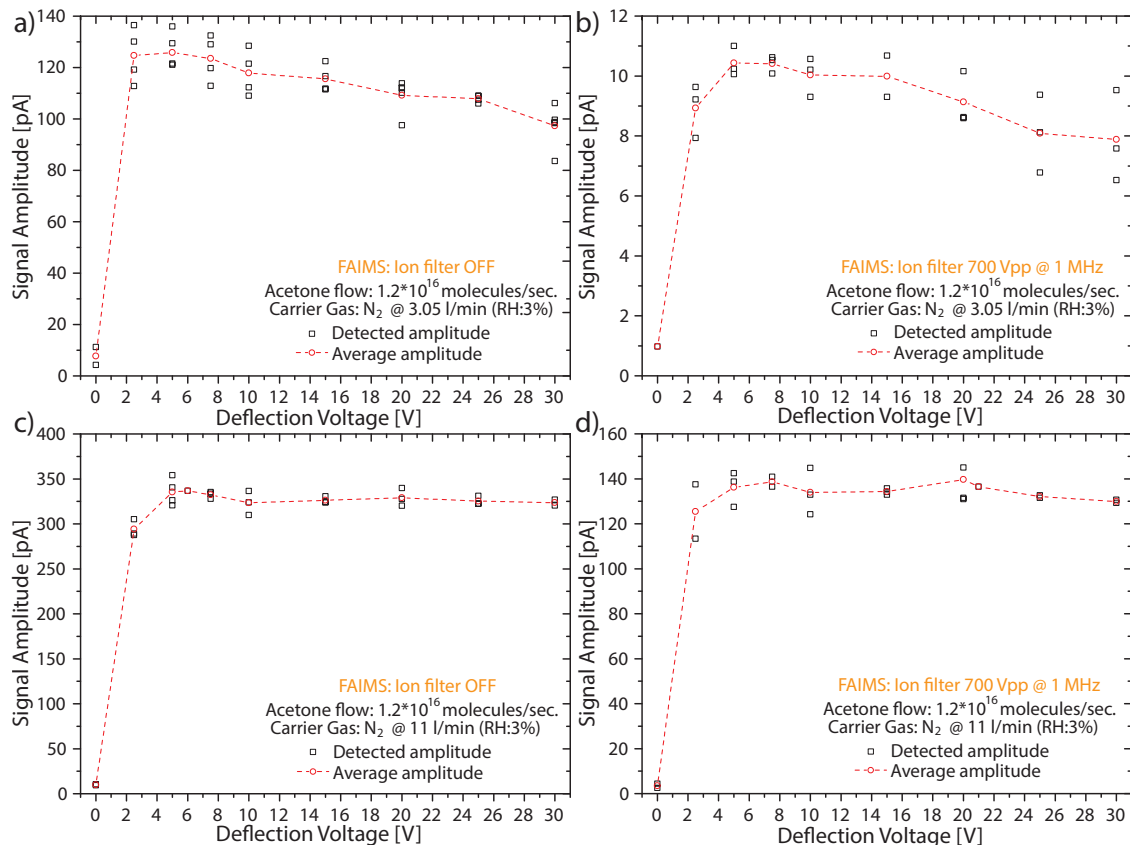 a)
140
120
100
80
60
40
20
0
Signal Amplitude [pA]
FAIMS: Ion filter OFF
Acetone flow: 1.2*10^16 molecules/sec.
Carrier Gas: N₂ @ 3.05 l/min (RH:3%)
Detected amplitude
Average amplitude
0 2 4 6 8 10 12 14 16 18 20 22 24 26 28 30
Deflection Voltage [V]
b)
12
10
8
6
4
2
0
Signal Amplitude [pA]
FAIMS: Ion filter 700 Vpp @ 1 MHz
Acetone flow: 1.2*10^16 molecules/sec.
Carrier Gas: N₂ @ 3.05 l/min (RH:3%)
Detected amplitude
Average amplitude
0 2 4 6 8 10 12 14 16 18 20 22 24 26 28 30
Deflection Voltage [V]
c)
400
350
300
250
200
150
100
50
0
Signal Amplitude [pA]
FAIMS: Ion filter OFF
Acetone flow: 1.2*10^16 molecules/sec.
Carrier Gas: N₂ @ 11 l/min (RH:3%)
Detected amplitude
Average amplitude
0 2 4 6 8 10 12 14 16 18 20 22 24 26 28 30
Deflection Voltage [V]
d)
160
140
120
100
80
60
40
20
0
Signal Amplitude [pA]
FAIMS: Ion filter 700 Vpp @ 1 MHz
Acetone flow: 1.2*10^16 molecules/sec.
Carrier Gas: N₂ @ 11 l/min (RH:3%)
Detected amplitude
Average amplitude
0 2 4 6 8 10 12 14 16 18 20 22 24 26 28 30
Deflection Voltage [V]